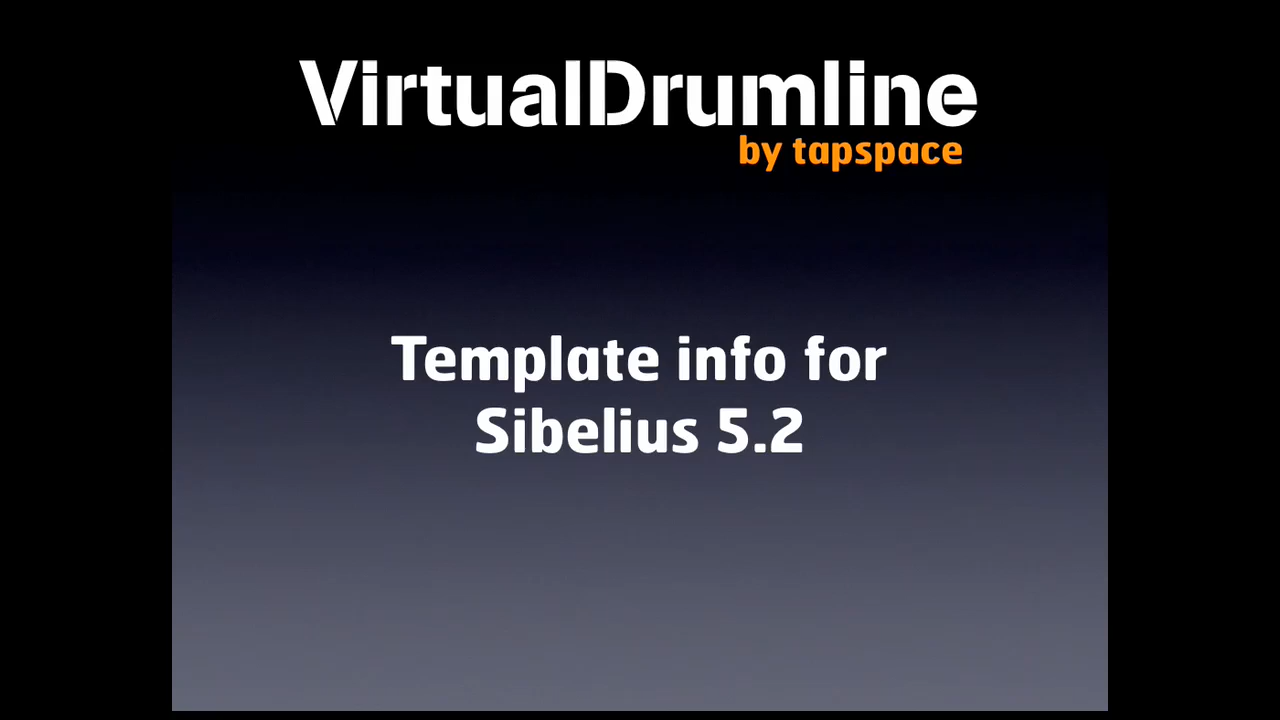 VirtualDrumline
by tapspace
Template info for
Sibelius 5.2